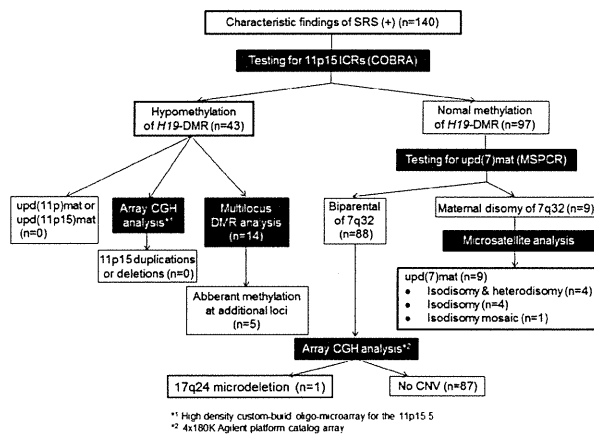 Characteristic findings of SRS (+) (n=140)
Testing for 11p15 ICRs (COBRA)
Hypomethylation
of H19-DMR (n=43)
Nomal methylation
of H19-DMR (n=97)
Testing for upd(7)mat (MSPCR)
upd(11p)mat or
upd(11p15)mat
(n=0)
Array CGH
analysis*1
Multilocus
DMR analysis
(n=14)
Biparental
of 7q32
(n=88)
Maternal disomy of 7q32 (n=9)
Microsatellite analysis
11p15 duplications
or deletions (n=0)
Abberant methylation
at additional loci
(n=5)
upd(7)mat (n=9)
● Isodisomy & heterodisomy (n=4)
● Isodisomy (n=4)
● Isodisomy mosaic (n=1)
Array CGH analysis*2
17q24 microdeletion (n=1)
No CNV (n=87)
*1 High density custom-burid oligo-microarray for the 11p15 5
*2 4x180K Agilent platform catalog array